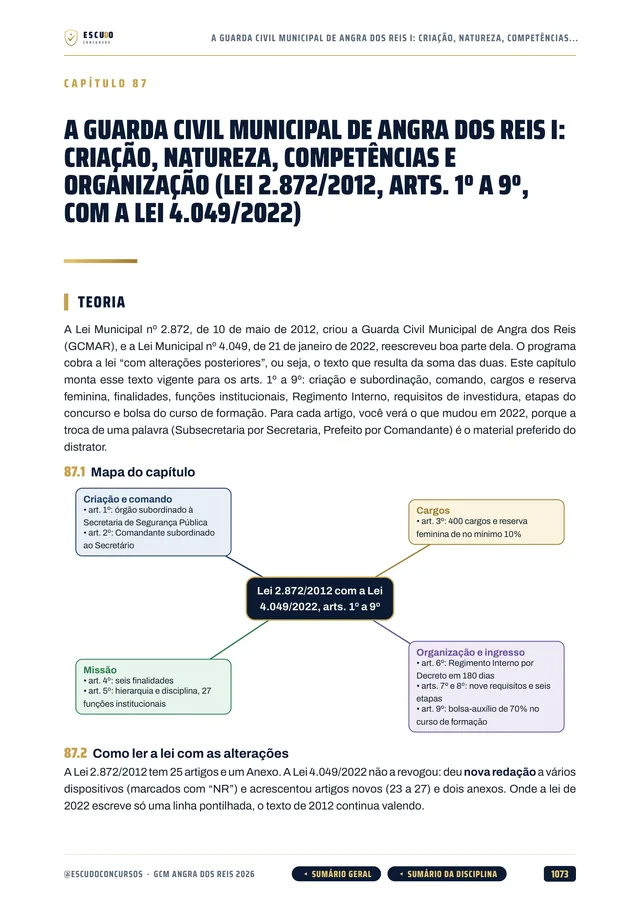 ESCUDO
CONCURSOS
A GUARDA CIVIL MUNICIPAL DE ANGRA DOS REIS I: CRIAÇÃO, NATUREZA, COMPETÊNCIAS...
CAPÍTULO 87
A GUARDA CIVIL MUNICIPAL DE ANGRA DOS REIS I:
CRIAÇÃO, NATUREZA, COMPETÊNCIAS E
ORGANIZAÇÃO (LEI 2.872/2012, ARTS. 1º A 9º,
COM A LEI 4.049/2022)
TEORIA
A Lei Municipal nº 2.872, de 10 de maio de 2012, criou a Guarda Civil Municipal de Angra dos Reis
(GCMAR), e a Lei Municipal nº 4.049, de 21 de janeiro de 2022, reescreveu boa parte dela. O programa
cobra a lei “com alterações posteriores”, ou seja, o texto que resulta da soma das duas. Este capítulo
monta esse texto vigente para os arts. 1º a 9º: criação e subordinação, comando, cargos e reserva
feminina, finalidades, funções institucionais, Regimento Interno, requisitos de investidura, etapas do
concurso e bolsa do curso de formação. Para cada artigo, você verá o que mudou em 2022, porque a
troca de uma palavra (Subsecretaria por Secretaria, Prefeito por Comandante) é o material preferido do
distrator.
87.1 Mapa do capítulo
Criação e comando
• art. 1º: órgão subordinado à
Secretaria de Segurança Pública
• art. 2º: Comandante subordinado
ao Secretário
Cargos
• art. 3º: 400 cargos e reserva
feminina de no mínimo 10%
Lei 2.872/2012 com a Lei
4.049/2022, arts. 1º a 9º
Missão
• art. 4º: seis finalidades
• art. 5º: hierarquia e disciplina, 27
funções institucionais
Organização e ingresso
• art. 6º: Regimento Interno por
Decreto em 180 dias
• arts. 7º e 8º: nove requisitos e seis
etapas
• art. 9º: bolsa-auxílio de 70% no
curso de formação
87.2 Como ler a lei com as alterações
A Lei 2.872/2012 tem 25 artigos e um Anexo. A Lei 4.049/2022 não a revogou: deu nova redação a vários
dispositivos (marcados com “NR”) e acrescentou artigos novos (23 a 27) e dois anexos. Onde a lei de
2022 escreve só uma linha pontilhada, o texto de 2012 continua valendo.
@ESCUDOCONCURSOS · GCM ANGRA DOS REIS 2026
SUMÁRIO GERAL
SUMÁRIO DA DISCIPLINA
1073